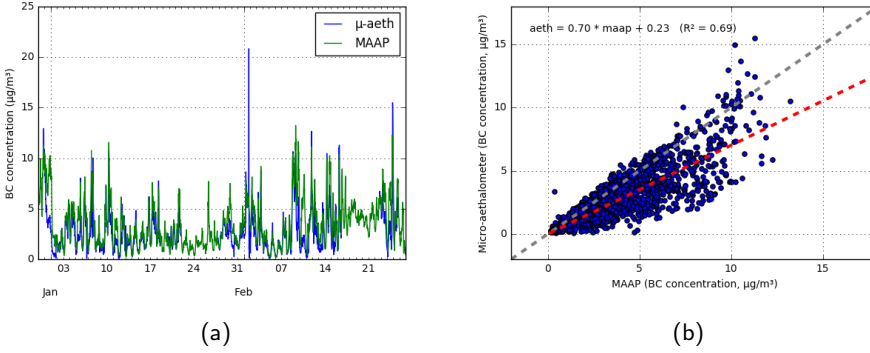 25
20
15
10
5
0
BC concentration (μg/m³)
μ-aeth
MAAP
03 10 17 24 31 07 14 21
Jan Feb
(a)
aeth = 0.70 * maap + 0.23 (R² = 0.69)
15
10
5
0
Micro-aethalometer (BC concentration, μg/m³)
0 5 10 15
MAAP (BC concentration, μg/m³)
(b)